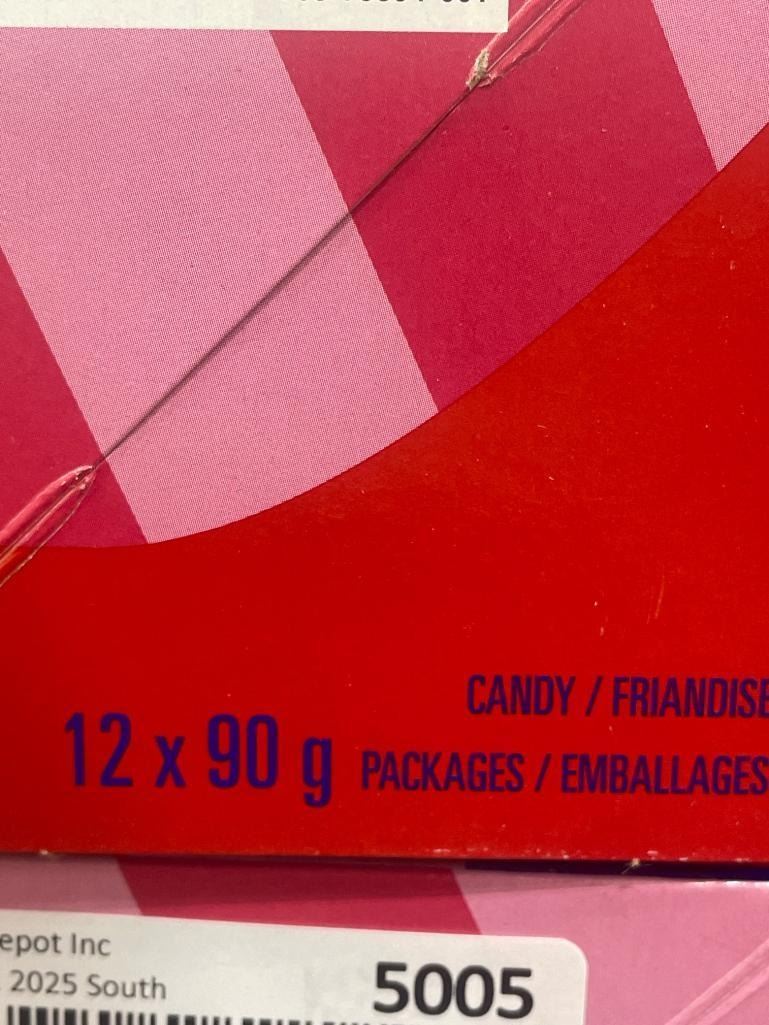 CANDY / FRIANDISE
12 x 90 g PACKAGES / EMBALLAGES
epot Inc
2025 South
5005